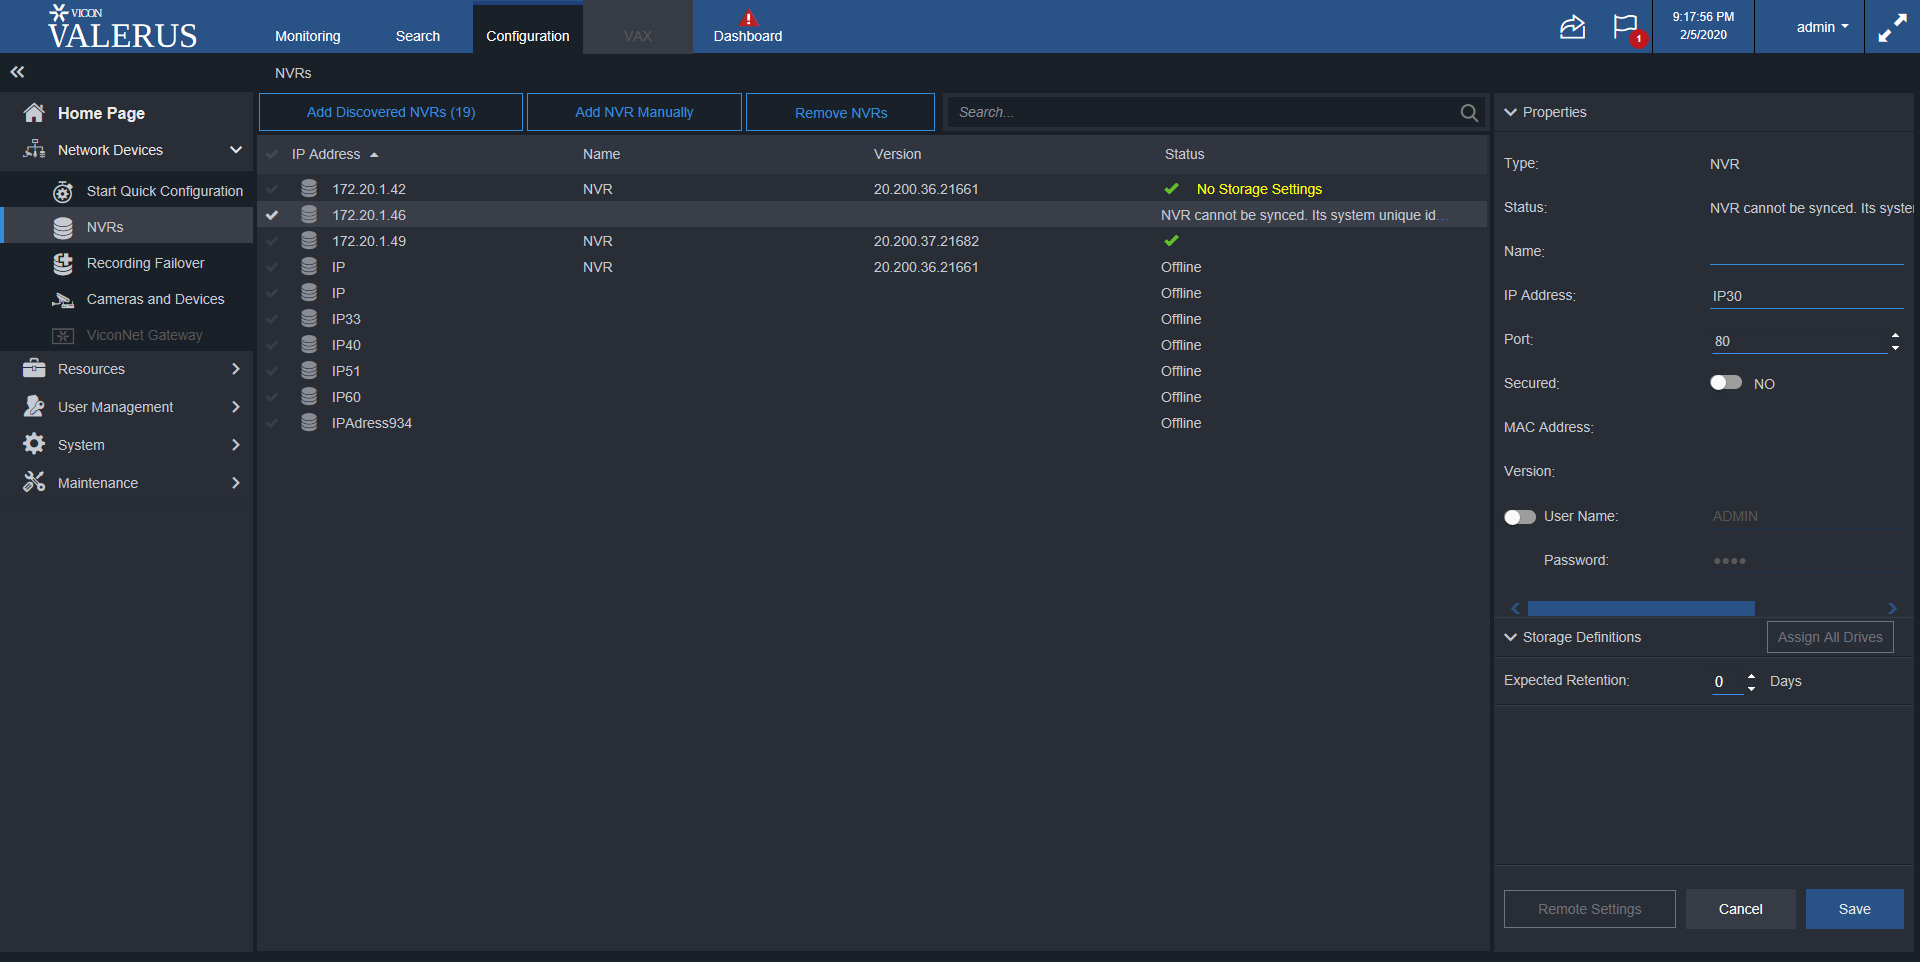 VICON
VALERUS
Monitoring
Search
Configuration
VAX
Dashboard
1
9:17:56 PM
2/5/2020
admin
NVRs
Home Page
Network Devices
Start Quick Configuration
NVRs
Recording Failover
Cameras and Devices
ViconNet Gateway
Resources
User Management
System
Maintenance
Add Discovered NVRs (19)
Add NVR Manually
Remove NVRs
Search...
IP Address Name Version Status
172.20.1.42 NVR 20.200.36.21661 No Storage Settings
172.20.1.46 NVR cannot be synced. Its system unique id...
172.20.1.49 NVR 20.200.37.21682
IP NVR 20.200.36.21661 Offline
IP Offline
IP33 Offline
IP40 Offline
IP51 Offline
IP60 Offline
IPAdress934 Offline
Properties
Type: NVR
Status: NVR cannot be synced. Its syste
Name:
IP Address: IP30
Port: 80
Secured: NO
MAC Address:
Version:
User Name: ADMIN
Password: ●●●●
Storage Definitions
Assign All Drives
Expected Retention: 0 Days
Remote Settings
Cancel
Save